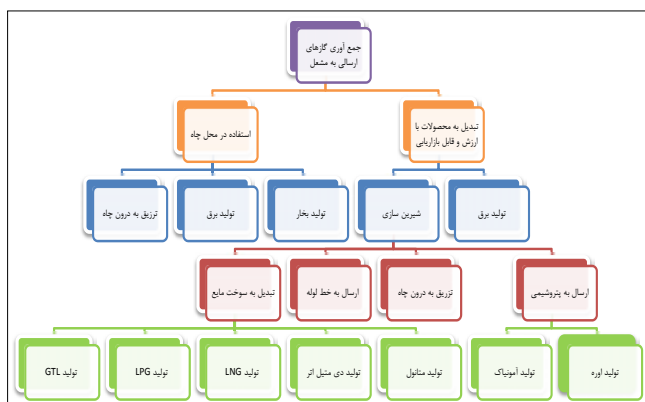 جمع آوری گازهای
ارسالی به مشعل
تبدیل به محصولات با
ارزش و قابل بازاریابی
استفاده در محل چاه
تولید برق
شیرین سازی
تولید بخار
تولید برق
ترزیق به درون چاه
ارسال به پتروشیمی
تزریق به درون چاه
ارسال به خط لوله
تبدیل به سوخت مایع
تولید اوره
تولید آمونیاک
تولید متانول
تولید دی متیل اتر
تولید LNG
تولید LPG
تولید GTL